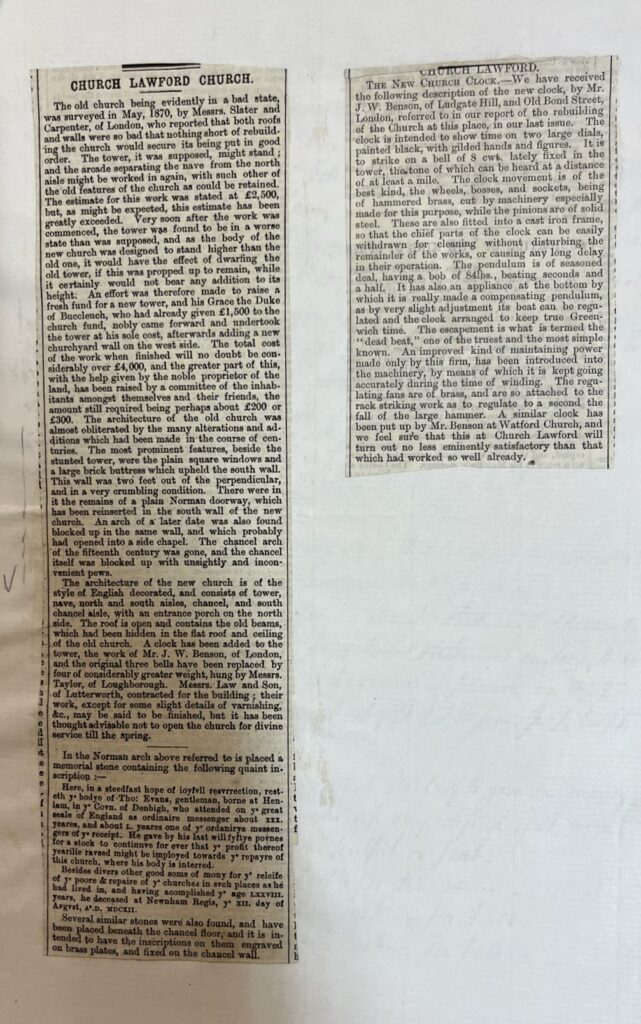 CHURCH LAWFORD CHURCH.
The old church being evidently in a bad state,
was surveyed in May, 1870, by Messrs. Slater and
Carpenter, of London, who reported that both roofs
and walls were so bad that nothing short of rebuild-
ing the church would secure its being put in good
order. The tower, it was supposed, might stand;
and the arcade separating the nave from the north
aisle might be worked in again, with such other of
the old features of the church as could be retained.
The estimate for this work was stated at £2,500,
but, as might be expected, this estimate has been
greatly exceeded. Very soon after the work was
commenced, the tower was found to be in a worse
state than was supposed, and as the body of the
new church was designed to stand higher than the
old one, it would have the effect of dwarfing the
old tower, if this was propped up to remain, while
it certainly would not bear any addition to its
height. An effort was therefore made to raise a
fresh fund for a new tower, and his Grace the Duke
of Buccleuch, who had already given £1,500 to the
church fund, nobly came forward and undertook
the tower at his sole cost, afterwards adding a new
churchyard wall on the west side. The total cost
of the work when finished will no doubt be con-
siderably over £4,000, and the greater part of this,
with the help given by the noble proprietor of the
land, has been raised by a committee of the inhab-
itants amongst themselves and their friends, the
amount still required being perhaps about £200 or
£300. The architecture of the old church was
almost obliterated by the many alterations and ad-
ditions which had been made in the course of cen-
turies. The most prominent features, beside the
stunted tower, were the plain square windows and
a large brick buttress which upheld the south wall.
This wall was two feet out of the perpendicular,
and in a very crumbling condition. There were in
it the remains of a plain Norman doorway, which
has been reinserted in the south wall of the new
church. An arch of a later date was also found
blocked up in the same wall, and which probably
had opened into a side chapel. The chancel arch
of the fifteenth century was gone, and the chancel
itself was blocked up with unsightly and incon-
venient pews.
The architecture of the new church is of the
style of English decorated, and consists of tower,
nave, north and south aisles, chancel, and south
chancel aisle, with an entrance porch on the north
side. The roof is open and contains the old beams,
which had been hidden in the flat roof and ceiling
of the old church. A clock has been added to the
tower, the work of Mr. J. W. Benson, of London,
and the original three bells have been replaced by
four of considerably greater weight, hung by Messrs.
Taylor, of Loughborough. Messrs. Law and Son,
of Lutterworth, contracted for the building; their
work, except for some slight details of varnishing,
&c., may be said to be finished, but it has been
thought advisable not to open the church for divine
service till the spring.
In the Norman arch above referred to is placed a
memorial stone containing the following quaint in-
scription :—
Here, in a stedfast hope of ioyfvll resvrrection, rest-
eth yᵉ bodye of Tho: Evans, gentleman, borne at Hen-
lam, in yᵉ Covn. of Denbigh, who attended on yᵉ great
seale of England as ordinaire messenger about xxx.
yeares, and about L. yeares one of yᵉ ordanirye messen-
gers of yᵉ receipt. He gave by his last will fyftye povnes
for a stock to continvve for ever that yᵉ profit thereof
yearlie raysed might be imployed towards yᵉ repayre of
this church, where his body is interred.
Besides divers other good soms of mony for yᵉ releife
of yᵉ poore & repaire of yᵉ churches in svch places as he
had lived in, and having acomplished yᵉ age LXXVIII.
years, he deceased at Newnham Regis, yᵉ XII. day of
Avgvst, Aᵒ.D. MDCXII.
Several similar stones were also found, and have
been placed beneath the chancel floor, and it is in-
tended to have the inscriptions on them engraved
on brass plates, and fixed on the chancel wall.
CHURCH LAWFORD.
THE NEW CHURCH CLOCK.—We have received
the following description of the new clock, by Mr.
J. W. Benson, of Ludgate Hill, and Old Bond Street,
London, referred to in our report of the rebuilding
of the Church at this place, in our last issue. The
clock is intended to show time on two large dials,
painted black, with gilded hands and figures. It is
to strike on a bell of 8 cwt. lately fixed in the
tower, the tone of which can be heard at a distance
of at least a mile. The clock movement is of the
best kind, the wheels, bosses, and sockets, being
of hammered brass, cut by machinery especially
made for this purpose, while the pinions are of solid
steel. These are also fitted into a cast iron frame,
so that the chief parts of the clock can be easily
withdrawn for cleaning without disturbing the
remainder of the works, or causing any long delay
in their operation. The pendulum is of seasoned
deal, having a bob of 84lbs., beating seconds and
a half. It has also an appliance at the bottom by
which it is really made a compensating pendulum,
as by very slight adjustment its beat can be regu-
lated and the clock arranged to keep true Green-
wich time. The escapement is what is termed the
"dead beat," one of the truest and the most simple
known. An improved kind of maintaining power
made only by this firm, has been introduced into
the machinery, by means of which it is kept going
accurately during the time of winding. The regu-
lating fans are of brass, and are so attached to the
rack striking work as to regulate to a second the
fall of the large hammer. A similar clock has
been put up by Mr. Benson at Watford Church, and
we feel sure that this at Church Lawford will
turn out no less eminently satisfactory than that
which had worked so well already.